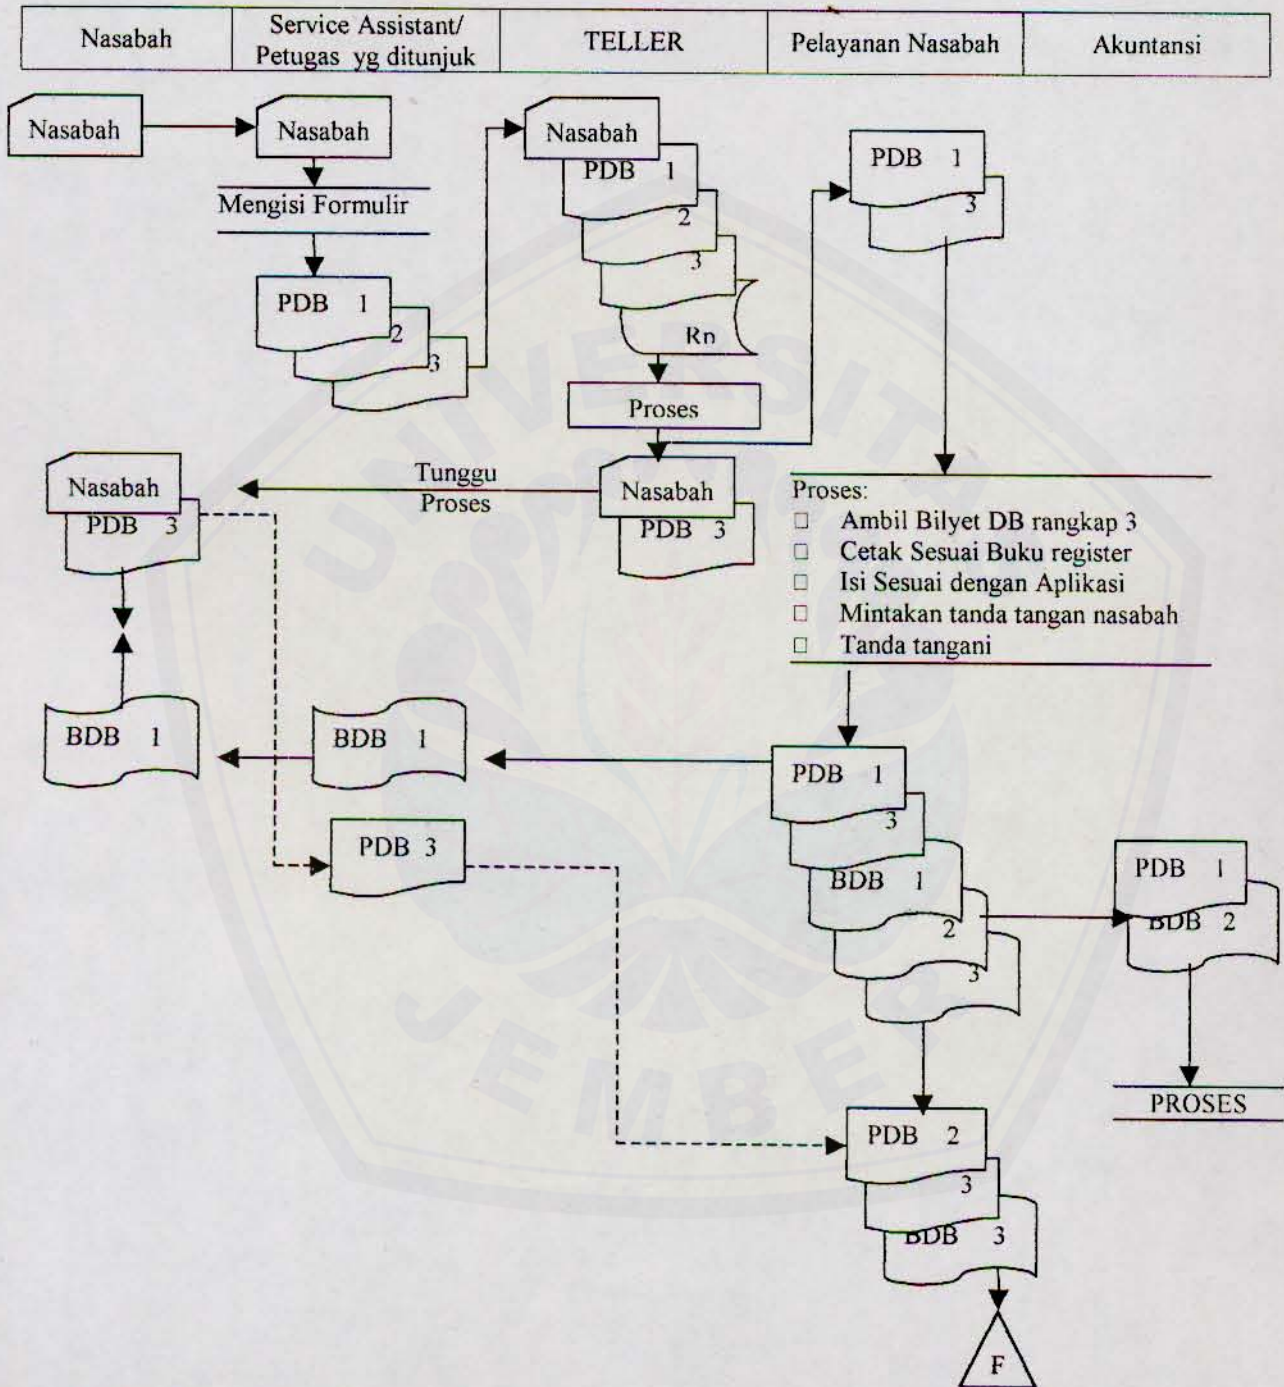 Nasabah
Service Assistant/
Petugas yg ditunjuk
TELLER
Pelayanan Nasabah
Akuntansi
Nasabah
Nasabah
Mengisi Formulir
PDB 1
2
3
Nasabah
PDB 1
2
3
Rn
Proses
PDB 1
3
Nasabah
PDB 3
Tunggu
Proses
Nasabah
PDB 3
Proses:
□ Ambil Bilyet DB rangkap 3
□ Cetak Sesuai Buku register
□ Isi Sesuai dengan Aplikasi
□ Mintakan tanda tangan nasabah
□ Tanda tangani
BDB 1
BDB 1
PDB 3
PDB 1
3
BDB 1
2
3
PDB 1
BDB 2
PROSES
PDB 2
3
BDB 3
F
UNIVERSITAS
JEMBER